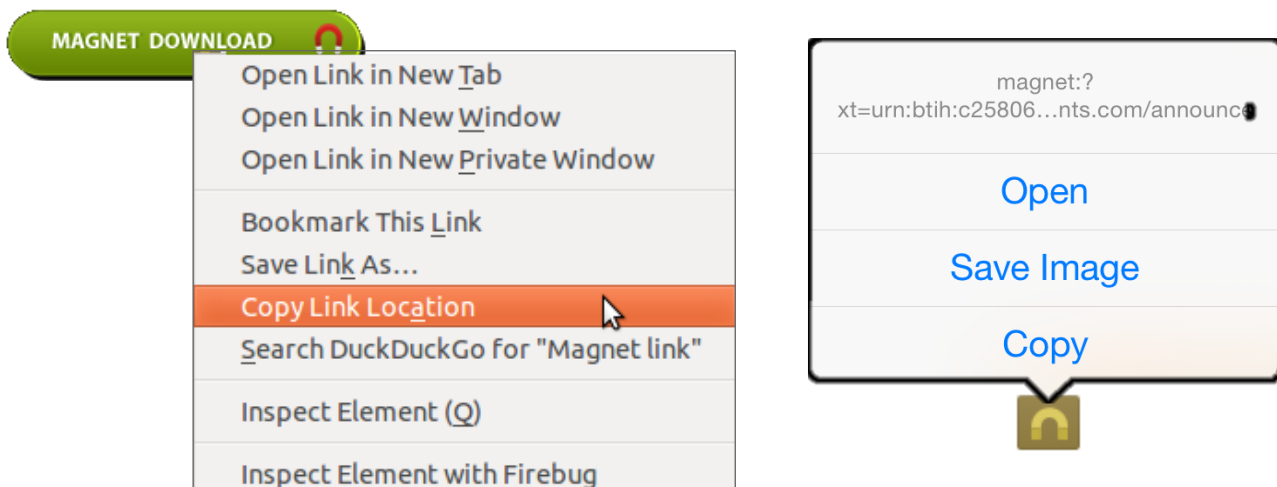 MAGNET DOWNLOAD
Open Link in New Tab
Open Link in New Window
Open Link in New Private Window
Bookmark This Link
Save Link As...
Copy Link Location
Search DuckDuckGo for "Magnet link"
Inspect Element (Q)
Inspect Element with Firebug
magnet:?
xt=urn:btih:c25806...nts.com/announce
Open
Save Image
Copy